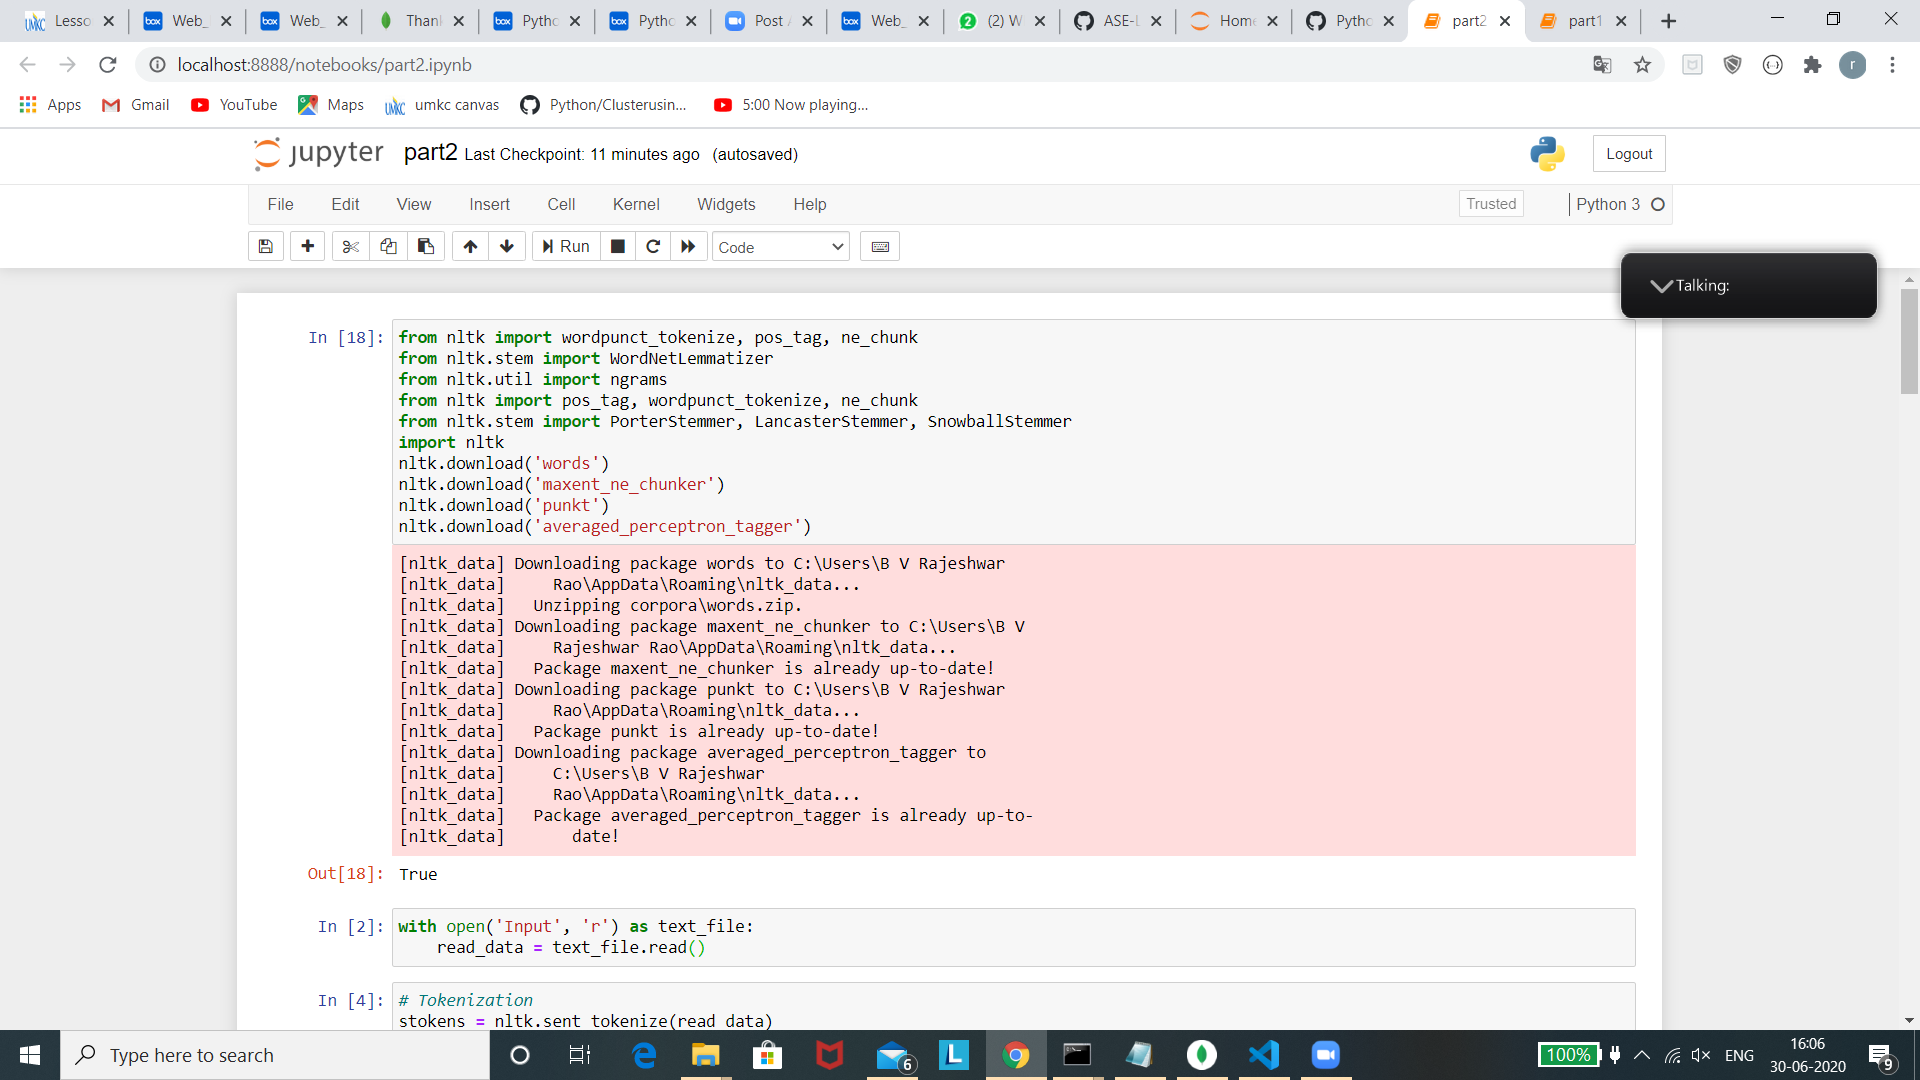 Lesso
Web_
Web_
Thank
Pytho
Pytho
Post A
Web_
(2) W
ASE-L
Home
Pytho
part2
part1
localhost:8888/notebooks/part2.ipynb
r
Apps
Gmail
YouTube
Maps
umkc canvas
Python/Clusterusin...
5:00 Now playing...
jupyter part2 Last Checkpoint: 11 minutes ago (autosaved)
Logout
File Edit View Insert Cell Kernel Widgets Help
Trusted
Python 3
Run
Code
Talking:
In [18]:
from nltk import wordpunct_tokenize, pos_tag, ne_chunk
from nltk.stem import WordNetLemmatizer
from nltk.util import ngrams
from nltk import pos_tag, wordpunct_tokenize, ne_chunk
from nltk.stem import PorterStemmer, LancasterStemmer, SnowballStemmer
import nltk
nltk.download('words')
nltk.download('maxent_ne_chunker')
nltk.download('punkt')
nltk.download('averaged_perceptron_tagger')
[nltk_data] Downloading package words to C:\Users\B V Rajeshwar
[nltk_data]     Rao\AppData\Roaming\nltk_data...
[nltk_data]   Unzipping corpora\words.zip.
[nltk_data] Downloading package maxent_ne_chunker to C:\Users\B V
[nltk_data]     Rajeshwar Rao\AppData\Roaming\nltk_data...
[nltk_data]   Package maxent_ne_chunker is already up-to-date!
[nltk_data] Downloading package punkt to C:\Users\B V Rajeshwar
[nltk_data]     Rao\AppData\Roaming\nltk_data...
[nltk_data]   Package punkt is already up-to-date!
[nltk_data] Downloading package averaged_perceptron_tagger to
[nltk_data]     C:\Users\B V Rajeshwar
[nltk_data]     Rao\AppData\Roaming\nltk_data...
[nltk_data]   Package averaged_perceptron_tagger is already up-to-
[nltk_data]       date!
Out[18]: True
In [2]:
with open('Input', 'r') as text_file:
    read_data = text_file.read()
In [4]:
# Tokenization
stokens = nltk.sent_tokenize(read_data)
Type here to search
6
100%
ENG
16:06
30-06-2020
9